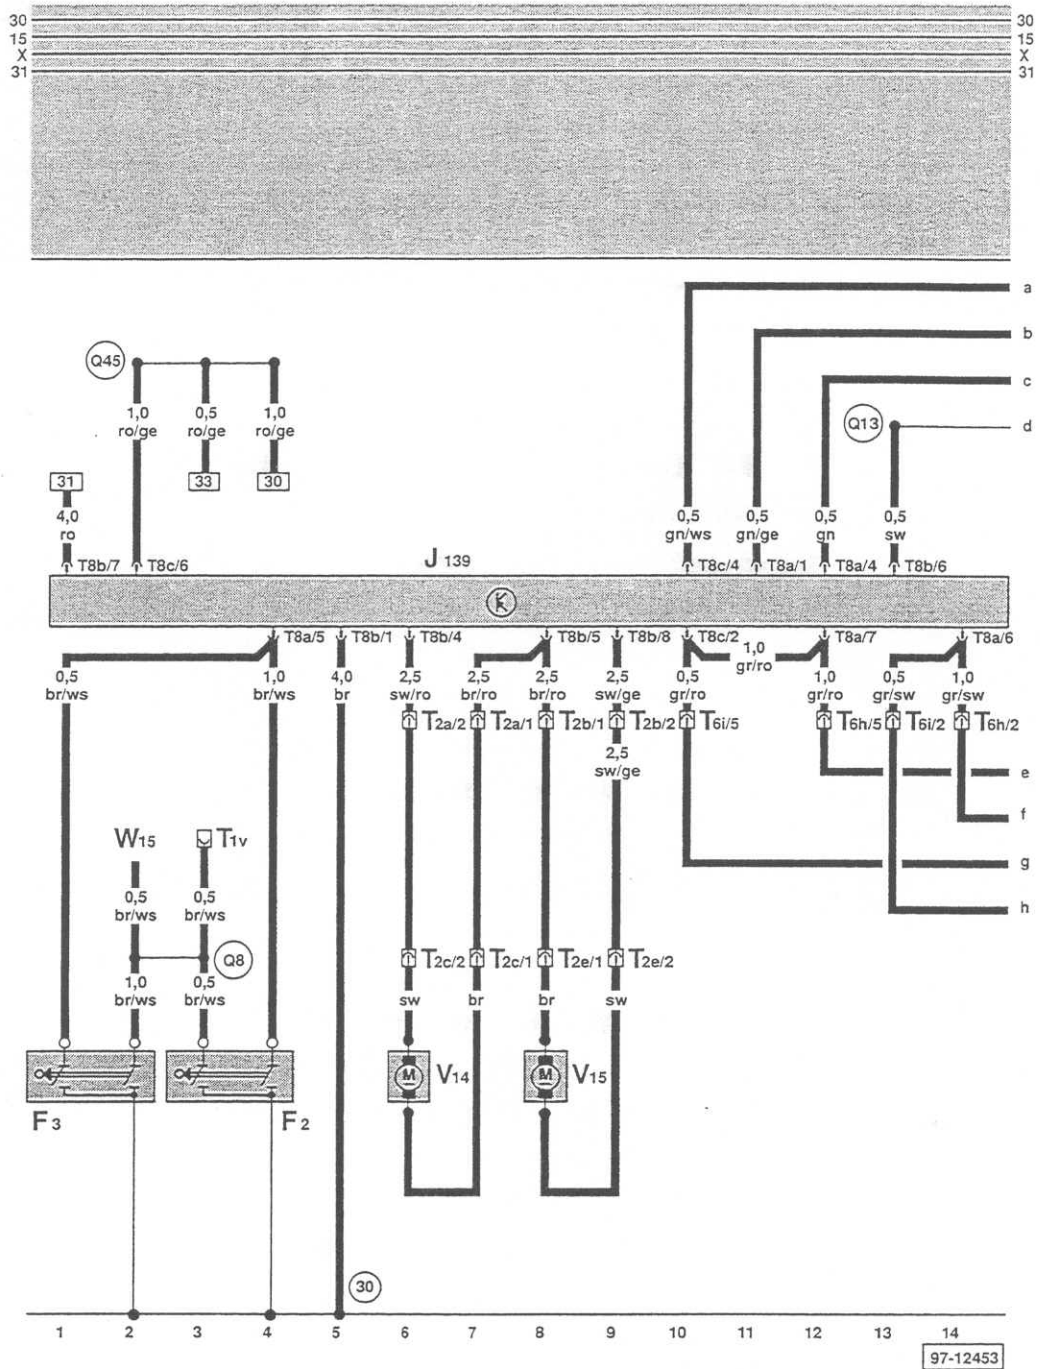 30 30
15 15
X X
31 31
a
b
Q45
c
1,0 0,5 1,0
ro/ge ro/ge ro/ge
Q13 d
31 33 30
4,0
ro
0,5 0,5 0,5 0,5
gn/ws gn/ge gn sw
T8b/7 T8c/6 J 139 T8c/4 T8a/1 T8a/4 T8b/6
T8a/5 T8b/1 T8b/4 T8b/5 T8b/8 T8c/2 T8a/7 T8a/6
1,0
gr/ro
0,5 1,0 4,0 2,5 2,5 2,5 2,5 0,5 1,0 0,5 1,0
br/ws br/ws br sw/ro br/ro br/ro sw/ge gr/ro gr/ro gr/sw gr/sw
T2a/2 T2a/1 T2b/1 T2b/2 T6i/5 T6h/5 T6i/2 T6h/2
2,5
sw/ge
e
f
W15 T1v
g
0,5 0,5
br/ws br/ws
h
Q8
T2c/2 T2c/1 T2e/1 T2e/2
1,0 0,5
br/ws br/ws
sw br br sw
M V14 M V15
F3 F2
30
1 2 3 4 5 6 7 8 9 10 11 12 13 14
97-12453